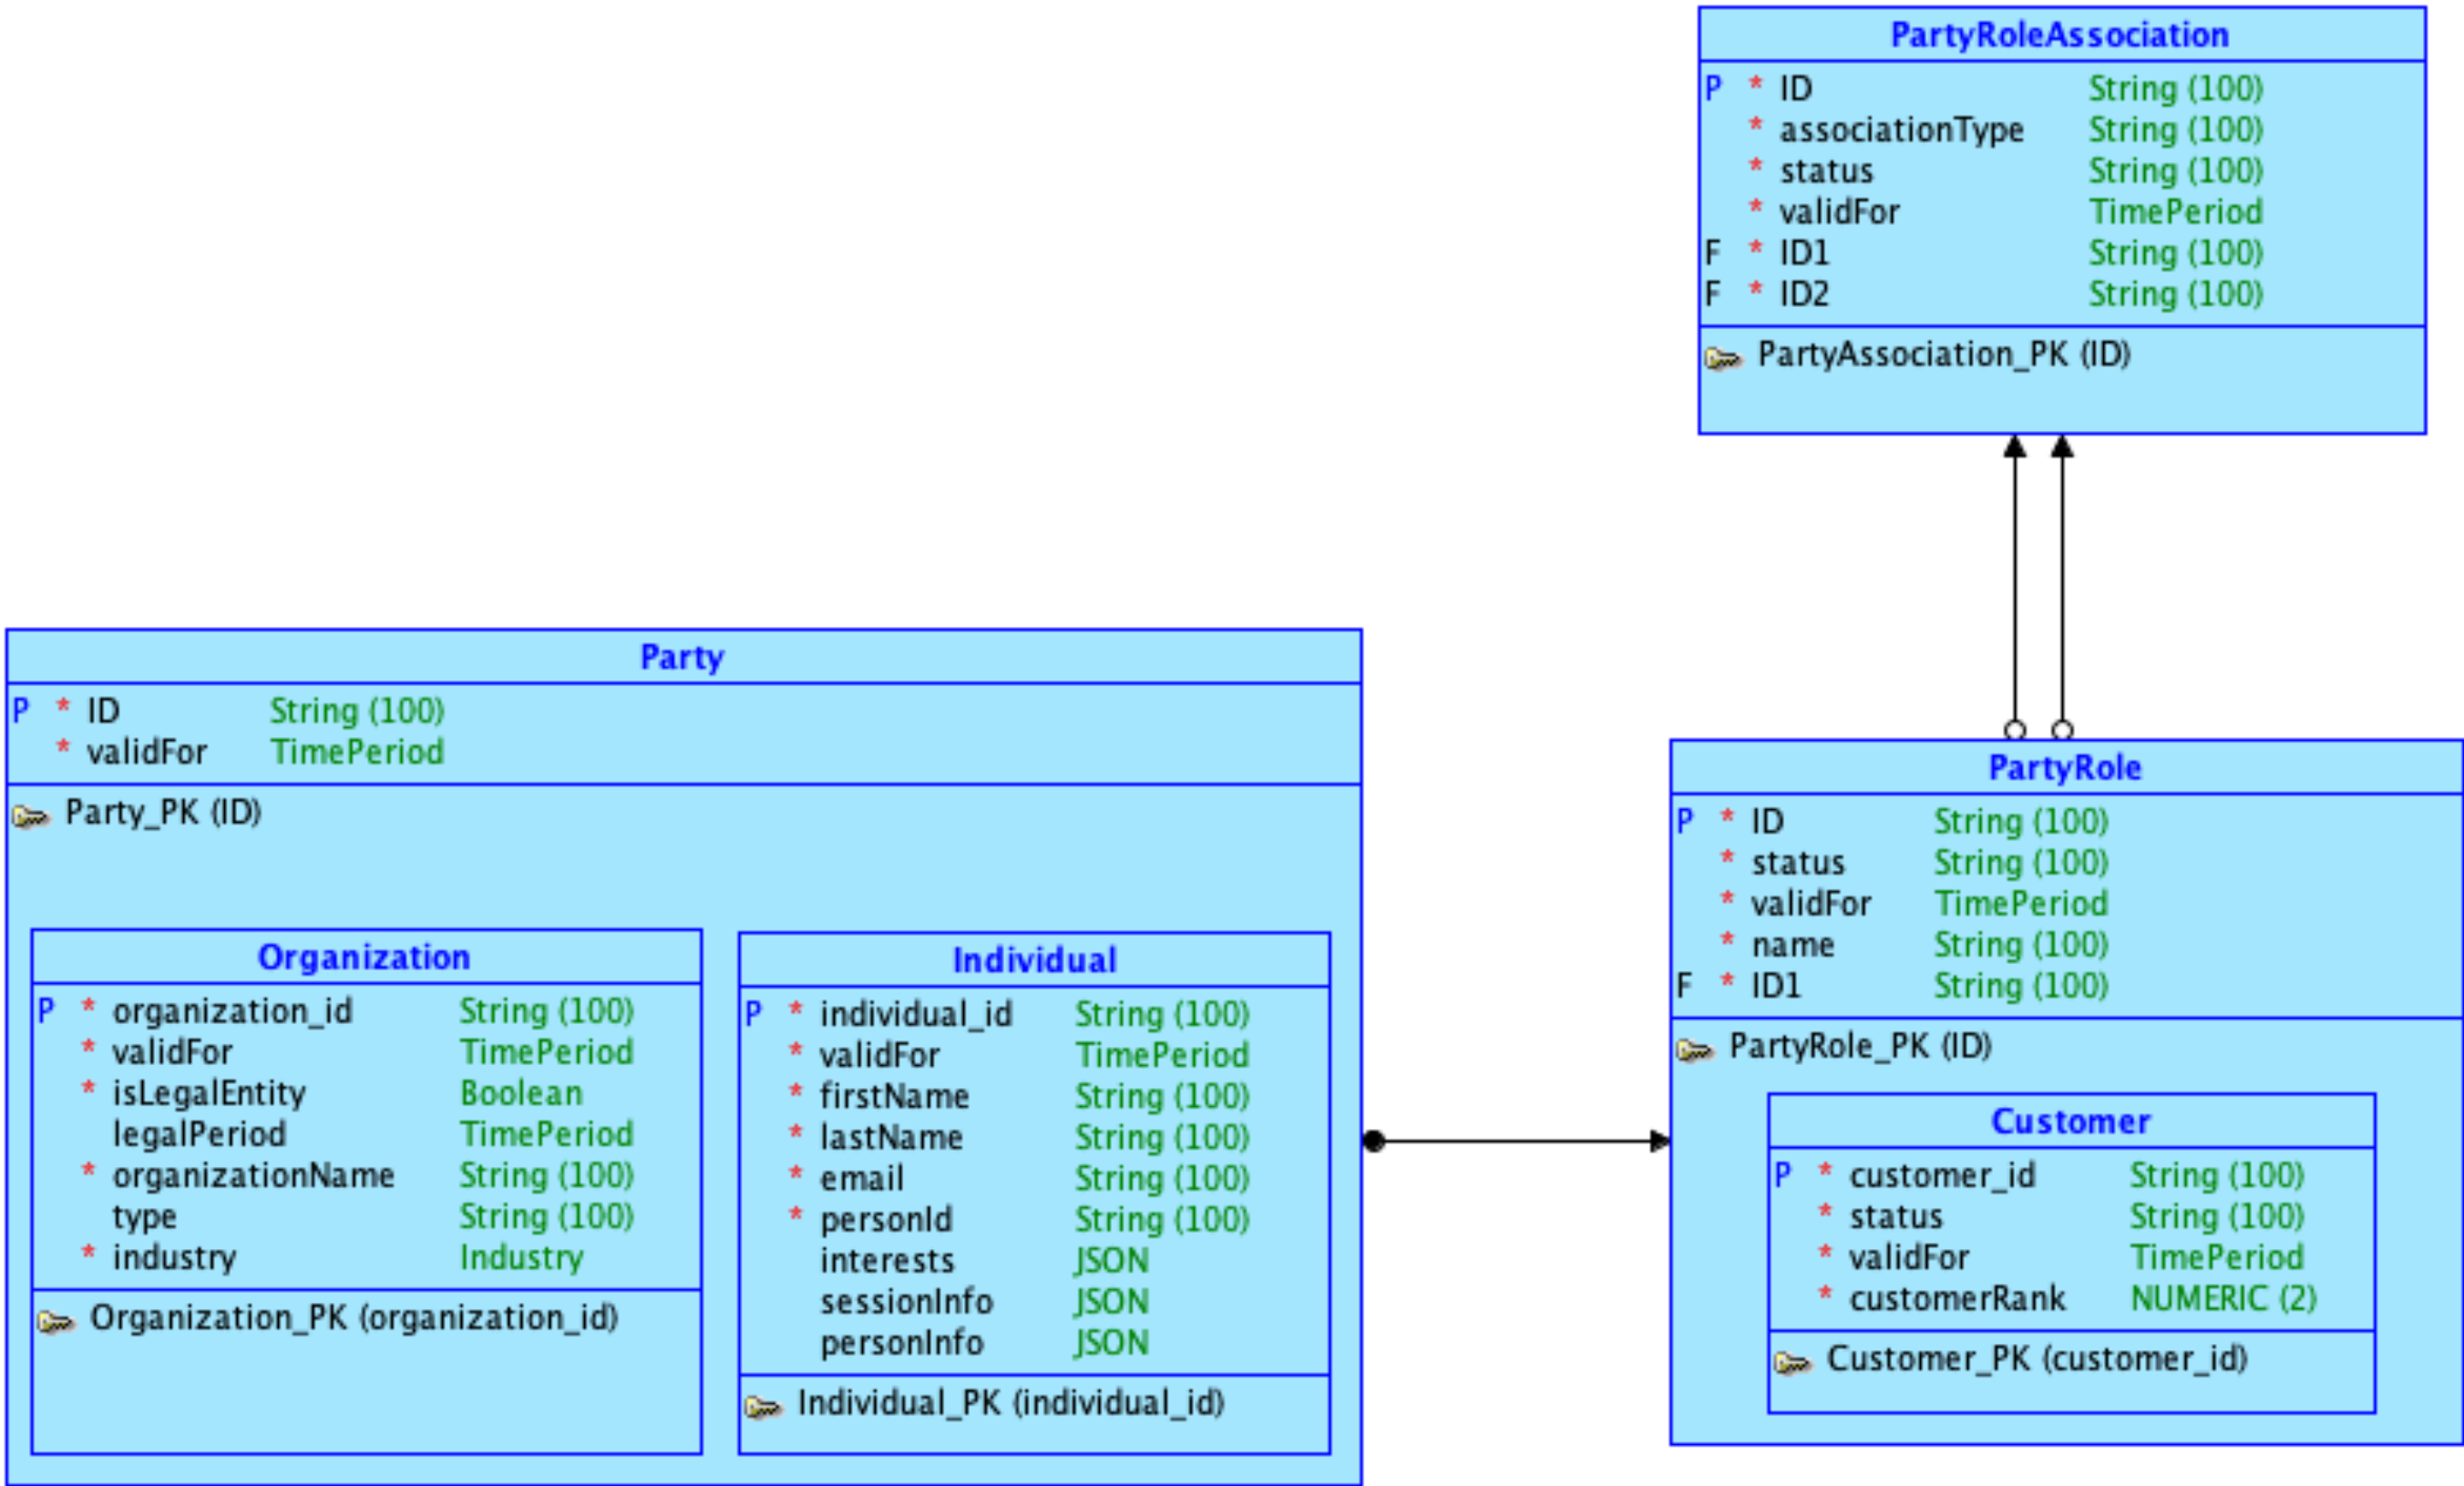 PartyRoleAssociation
P * ID String (100)
* associationType String (100)
* status String (100)
* validFor TimePeriod
F * ID1 String (100)
F * ID2 String (100)
PartyAssociation_PK (ID)
Party
P * ID String (100)
* validFor TimePeriod
Party_PK (ID)
Organization
P * organization_id String (100)
* validFor TimePeriod
* isLegalEntity Boolean
legalPeriod TimePeriod
* organizationName String (100)
type String (100)
* industry Industry
Organization_PK (organization_id)
Individual
P * individual_id String (100)
* validFor TimePeriod
* firstName String (100)
* lastName String (100)
* email String (100)
* personId String (100)
interests JSON
sessionInfo JSON
personInfo JSON
Individual_PK (individual_id)
PartyRole
P * ID String (100)
* status String (100)
* validFor TimePeriod
* name String (100)
F * ID1 String (100)
PartyRole_PK (ID)
Customer
P * customer_id String (100)
* status String (100)
* validFor TimePeriod
* customerRank NUMERIC (2)
Customer_PK (customer_id)